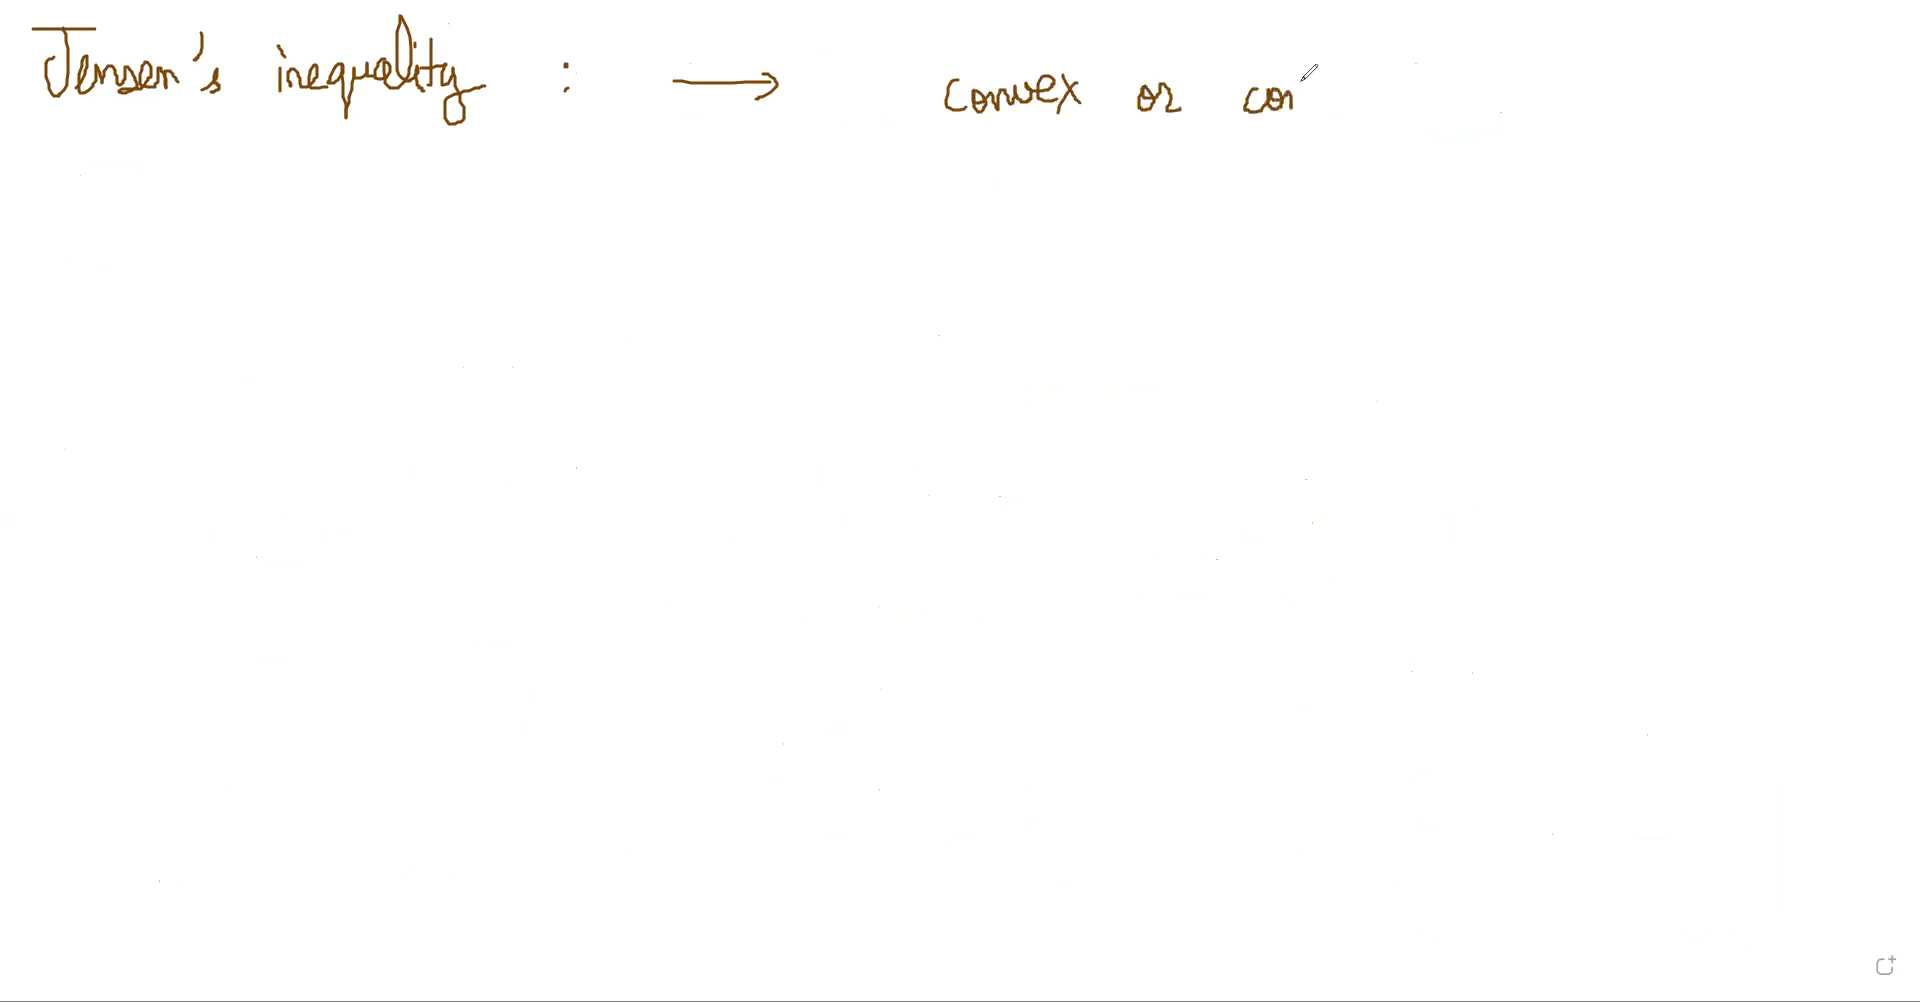 Jensen's inequality : → convex or con